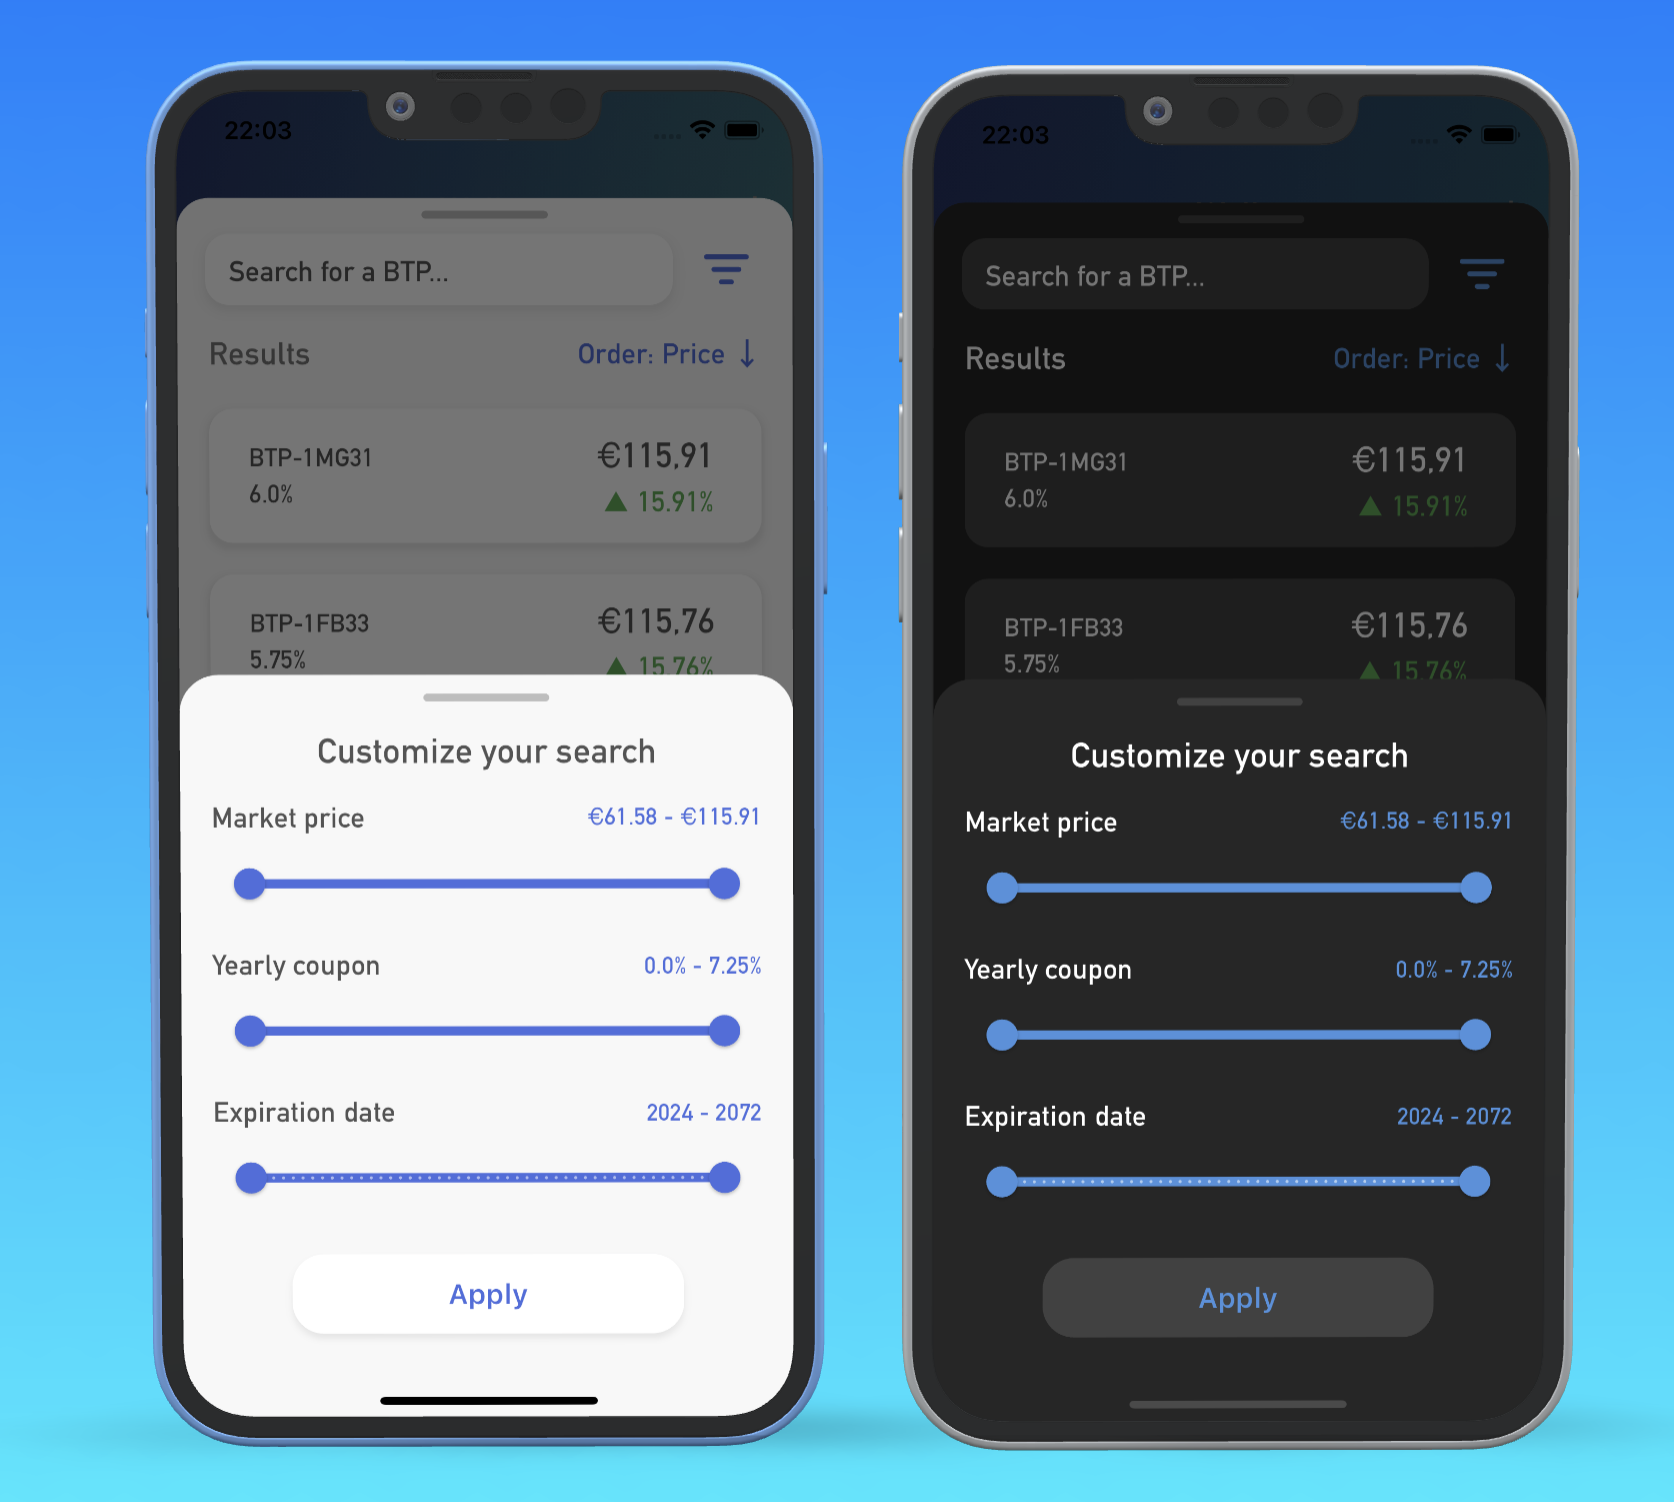 22:03
Search for a BTP...
Results
Order: Price ↓
BTP-1MG31
€115,91
6.0%
▲ 15.91%
BTP-1FB33
€115,76
5.75%
▲ 15.76%
Customize your search
Market price
€61.58 - €115.91
Yearly coupon
0.0% - 7.25%
Expiration date
2024 - 2072
Apply
22:03
Search for a BTP...
Results
Order: Price ↓
BTP-1MG31
€115,91
6.0%
▲ 15.91%
BTP-1FB33
€115,76
5.75%
▲ 15.76%
Customize your search
Market price
€61.58 - €115.91
Yearly coupon
0.0% - 7.25%
Expiration date
2024 - 2072
Apply